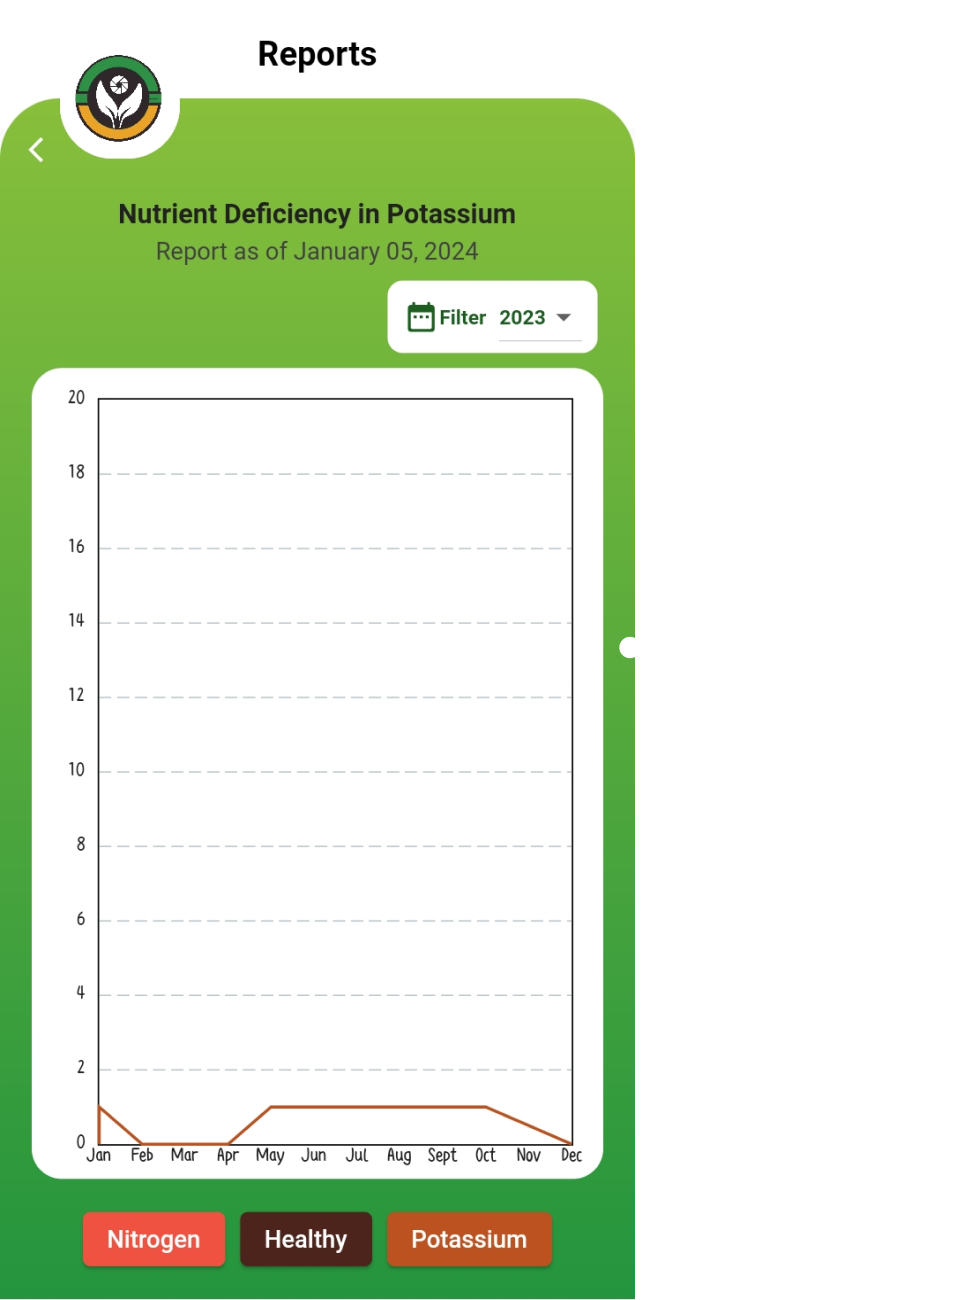 Reports
Nutrient Deficiency in Potassium
Report as of January 05, 2024
Filter 2023
20
18
16
14
12
10
8
6
4
2
0
Jan Feb Mar Apr May Jun Jul Aug Sept Oct Nov Dec
Nitrogen Healthy Potassium